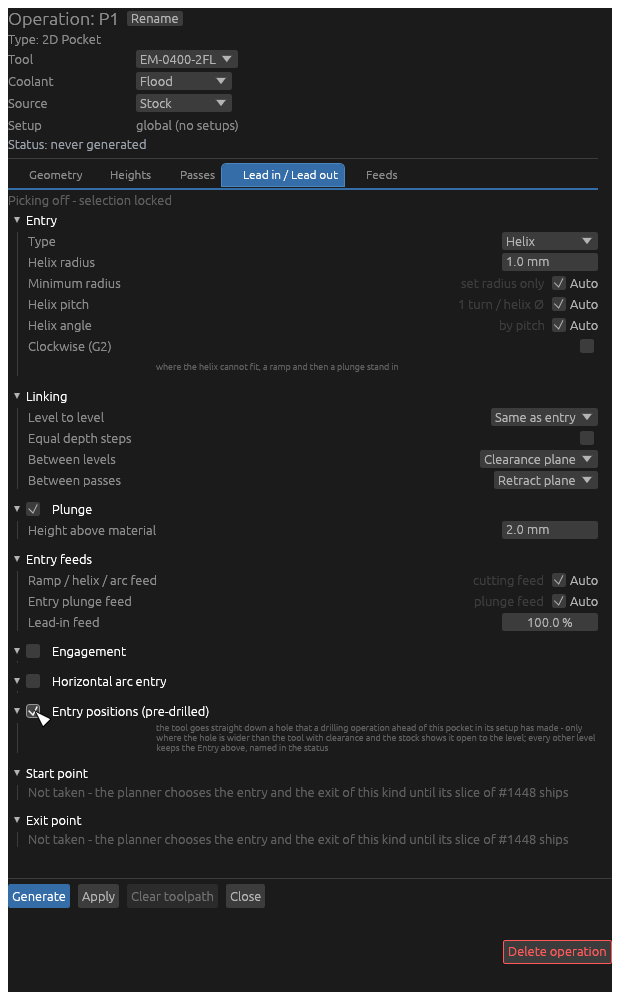 Operation: P1 Rename
Type: 2D Pocket
Tool EM-0400-2FL
Coolant Flood
Source Stock
Setup global (no setups)
Status: never generated
Geometry Heights Passes Lead in / Lead out Feeds
Picking off - selection locked
Entry
Type Helix
Helix radius 1.0 mm
Minimum radius set radius only Auto
Helix pitch 1 turn / helix Ø Auto
Helix angle by pitch Auto
Clockwise (G2)
where the helix cannot fit, a ramp and then a plunge stand in
Linking
Level to level Same as entry
Equal depth steps
Between levels Clearance plane
Between passes Retract plane
Plunge
Height above material 2.0 mm
Entry feeds
Ramp / helix / arc feed cutting feed Auto
Entry plunge feed plunge feed Auto
Lead-in feed 100.0 %
Engagement
Horizontal arc entry
Entry positions (pre-drilled)
the tool goes straight down a hole that a drilling operation ahead of this pocket in its setup has made - only
where the hole is wider than the tool with clearance and the stock shows it open to the level; every other level
keeps the Entry above, named in the status
Start point
Not taken - the planner chooses the entry and the exit of this kind until its slice of #1448 ships
Exit point
Not taken - the planner chooses the entry and the exit of this kind until its slice of #1448 ships
Generate Apply Clear toolpath Close
Delete operation